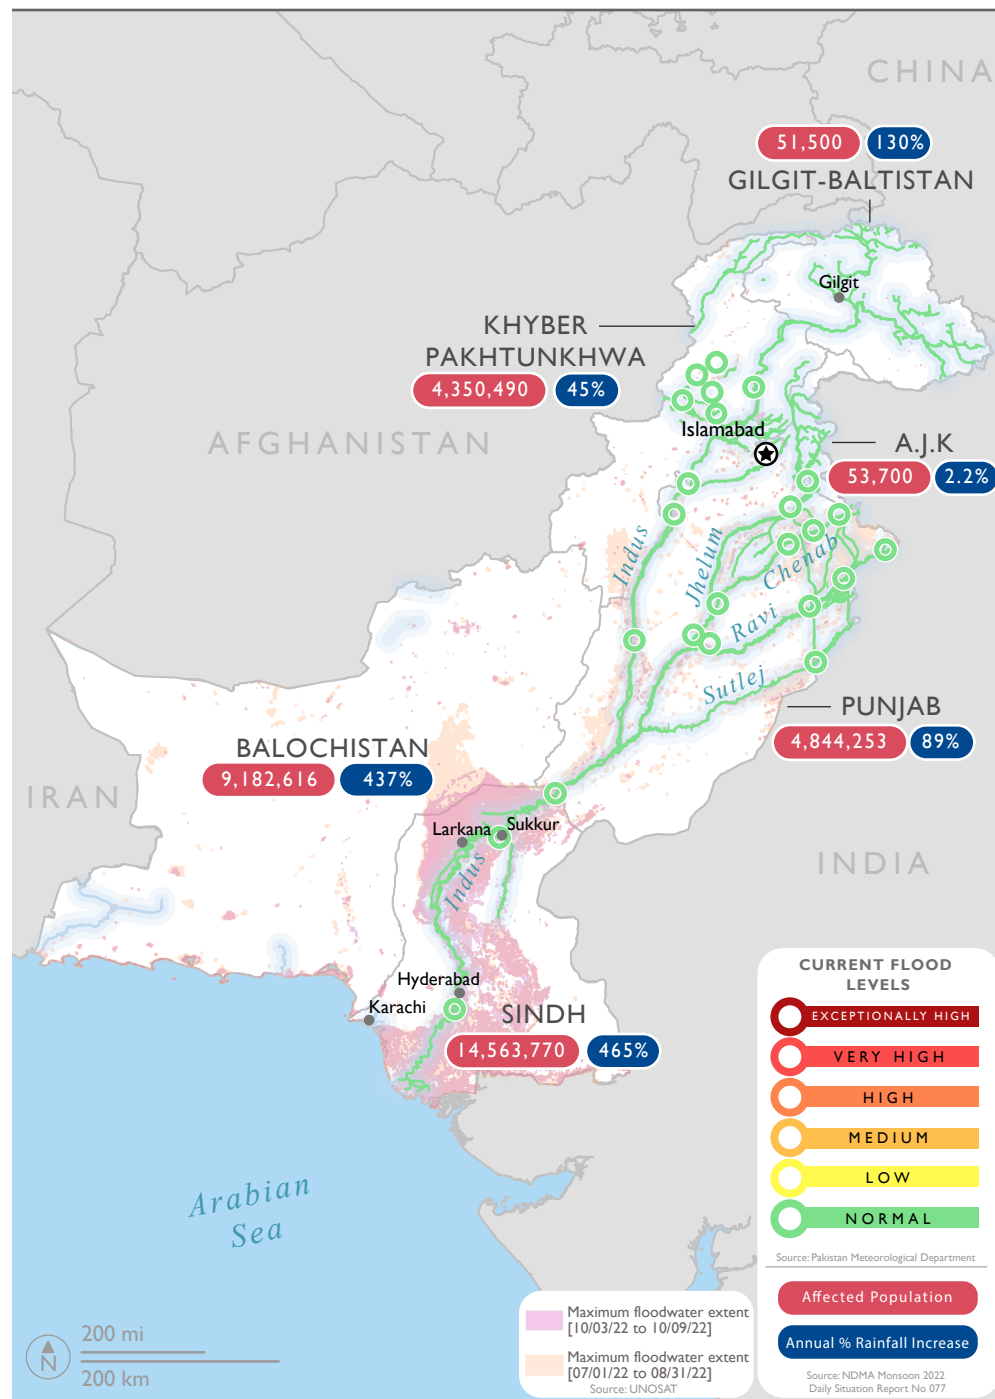 CHINA
51,500 130%
GILGIT-BALTISTAN
Gilgit
KHYBER
PAKHTUNKHWA
4,350,490 45%
AFGHANISTAN
Islamabad
A.J.K
53,700 2.2%
Indus
Jhelum
Chenab
Ravi
Sutlej
PUNJAB
4,844,253 89%
BALOCHISTAN
9,182,616 437%
IRAN
Larkana
Sukkur
Indus
INDIA
Hyderabad
Karachi
SINDH
14,563,770 465%
Arabian
Sea
CURRENT FLOOD
LEVELS
EXCEPTIONALLY HIGH
VERY HIGH
HIGH
MEDIUM
LOW
NORMAL
Source: Pakistan Meteorological Department
Affected Population
Annual % Rainfall Increase
Source: NDMA Monsoon 2022
Daily Situation Report No 077
Maximum floodwater extent
[10/03/22 to 10/09/22]
Maximum floodwater extent
[07/01/22 to 08/31/22]
Source: UNOSAT
N
200 mi
200 km